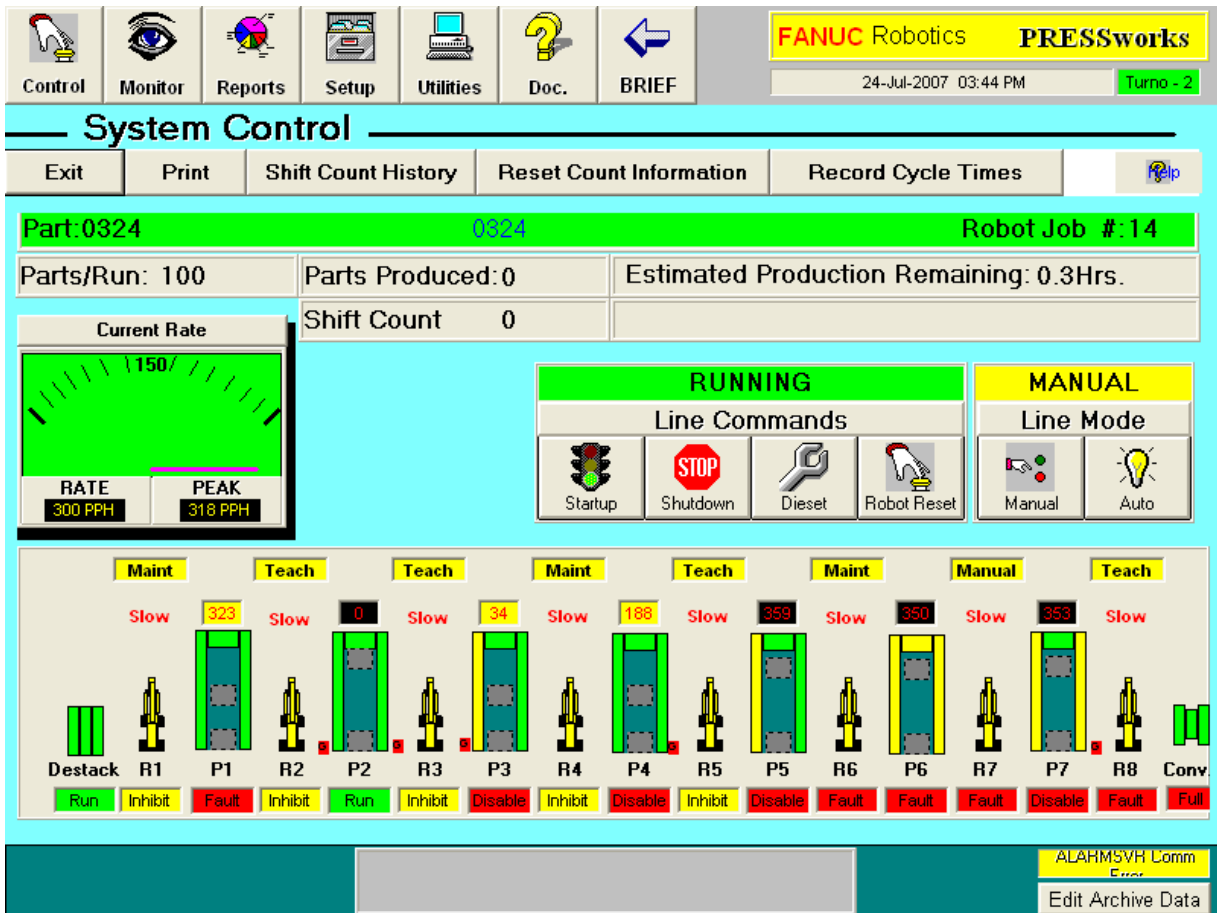 Control Monitor Reports Setup Utilities Doc. BRIEF
FANUC Robotics PRESSworks
24-Jul-2007 03:44 PM Turno - 2
System Control
Exit Print Shift Count History Reset Count Information Record Cycle Times Help
Part:0324 0324 Robot Job #:14
Parts/Run: 100 Parts Produced:0 Estimated Production Remaining: 0.3Hrs.
Shift Count 0
Current Rate
150
RATE PEAK
300 PPH 318 PPH
RUNNING
Line Commands
STOP
Startup Shutdown Dieset Robot Reset
MANUAL
Line Mode
Manual Auto
Maint Teach Teach Maint Teach Maint Manual Teach
Slow 323 Slow 0 Slow 34 Slow 188 Slow 359 Slow 350 Slow 353 Slow
G G G G G
Destack R1 P1 R2 P2 R3 P3 R4 P4 R5 P5 R6 P6 R7 P7 R8 Conv.
Run Inhibit Fault Inhibit Run Inhibit Disable Inhibit Disable Inhibit Disable Fault Fault Fault Disable Fault Full
ALARMSVR Comm
Error
Edit Archive Data